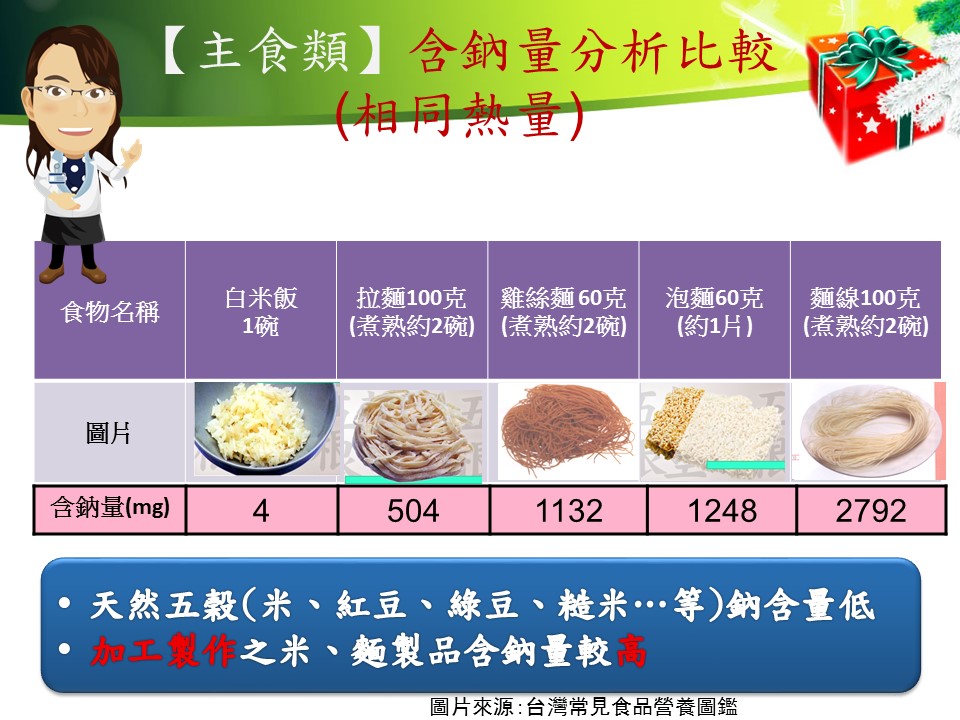 【主食類】含鈉量分析比較
(相同熱量)
食物名稱
白米飯
1碗
拉麵100克
(煮熟約2碗)
雞絲麵 60克
(煮熟約2碗)
泡麵60克
(約1片)
麵線100克
(煮熟約2碗)
圖片
含鈉量(mg)
4
504
1132
1248
2792
• 天然五穀(米、紅豆、綠豆、糙米…等)鈉含量低
• 加工製作之米、麵製品含鈉量較高
圖片來源:台灣常見食品營養圖鑑